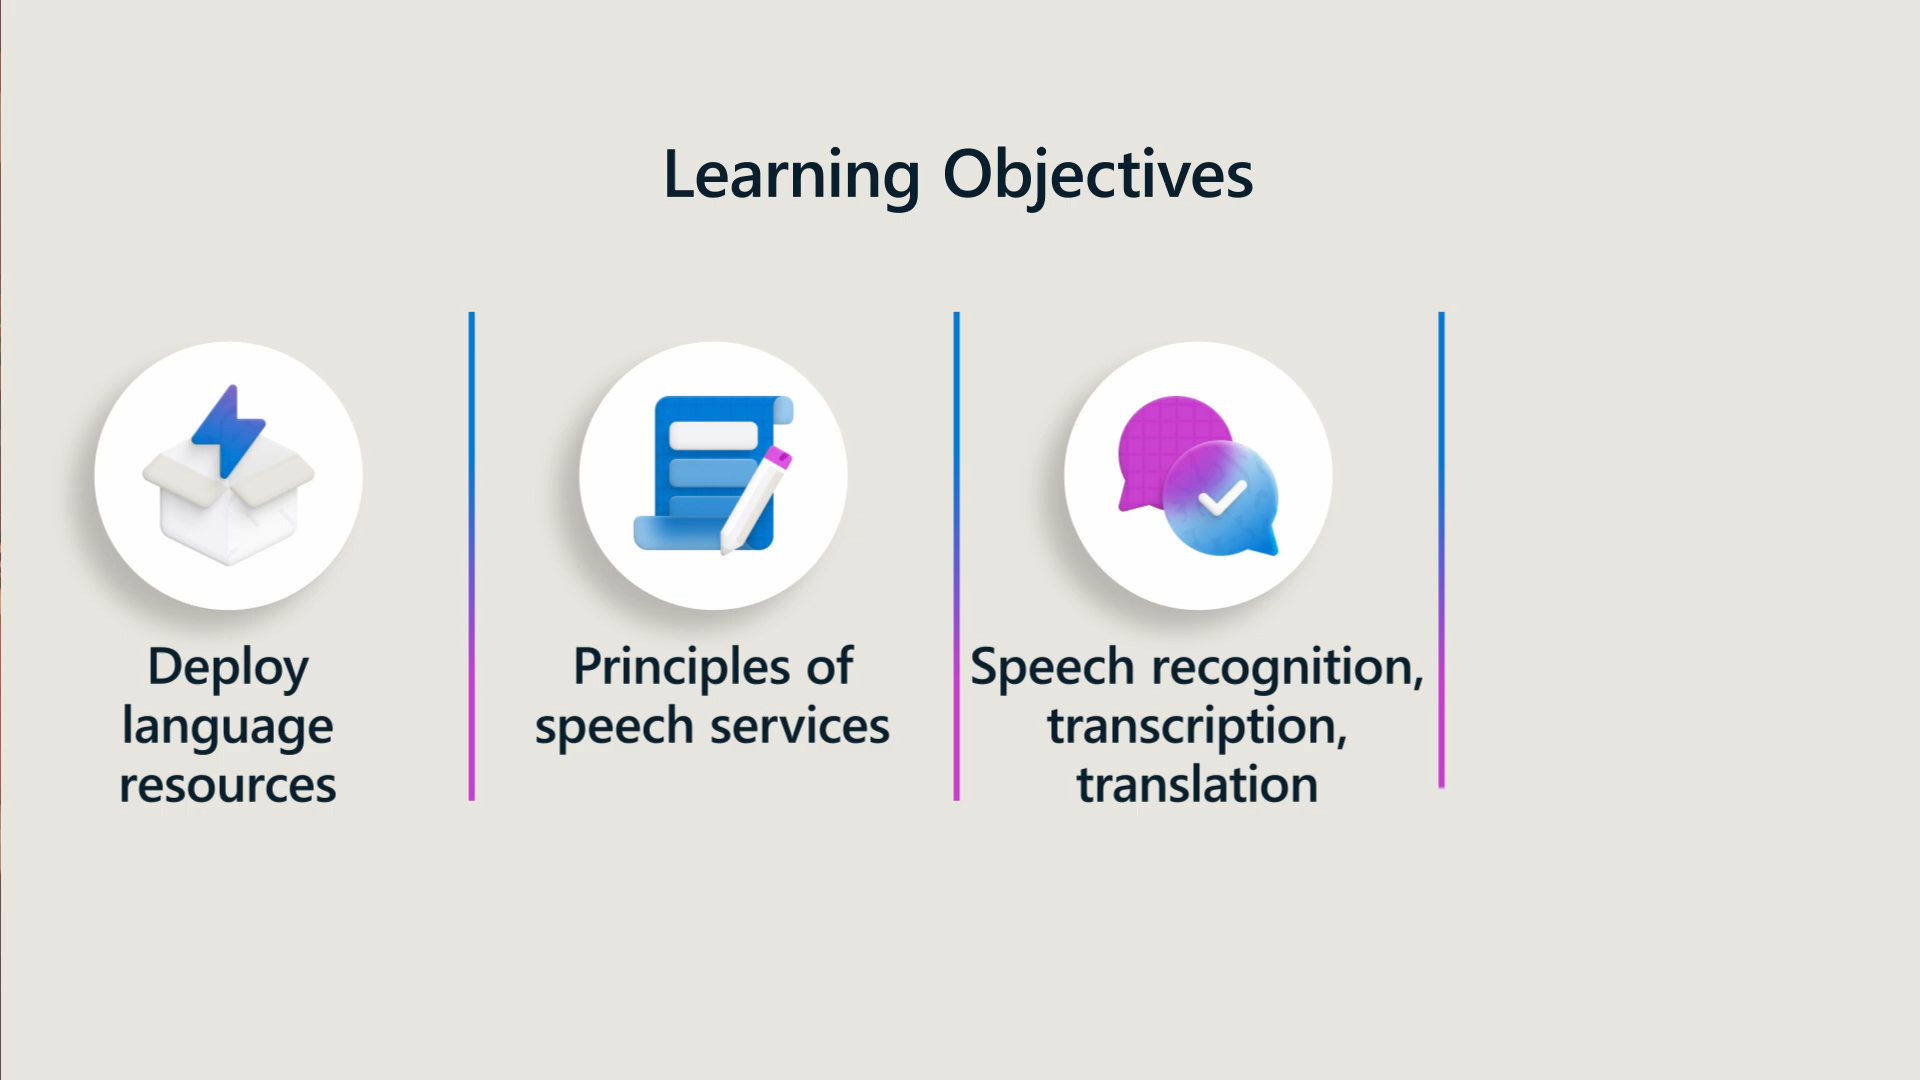 Learning Objectives
Deploy
language
resources
Principles of
speech services
Speech recognition,
transcription,
translation